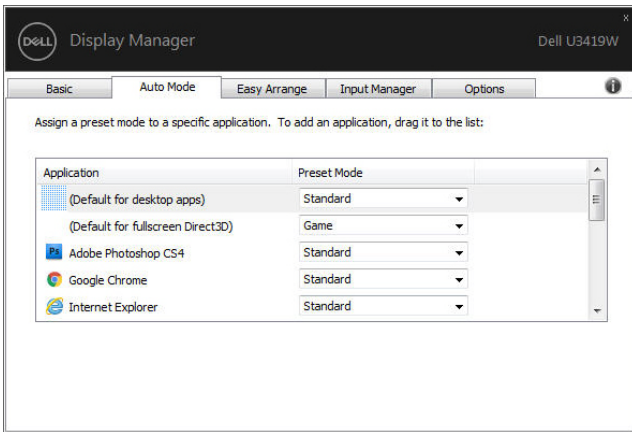 x
DELL Display Manager Dell U3419W
Basic Auto Mode Easy Arrange Input Manager Options i
Assign a preset mode to a specific application. To add an application, drag it to the list:
Application Preset Mode
(Default for desktop apps) Standard
(Default for fullscreen Direct3D) Game
Ps Adobe Photoshop CS4 Standard
Google Chrome Standard
Internet Explorer Standard